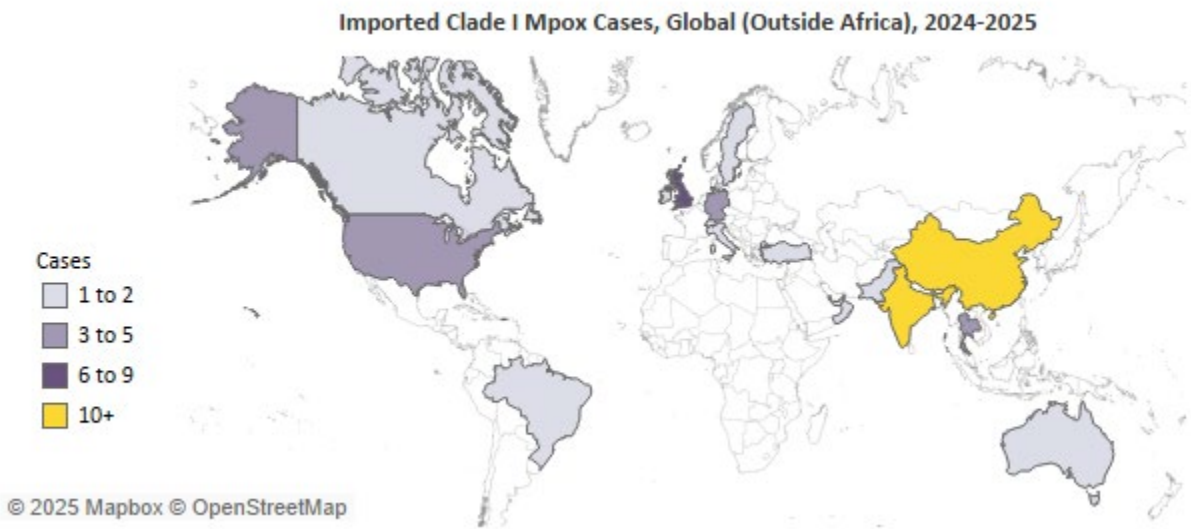 Imported Clade I Mpox Cases, Global (Outside Africa), 2024-2025
Cases
1 to 2
3 to 5
6 to 9
10+
© 2025 Mapbox © OpenStreetMap